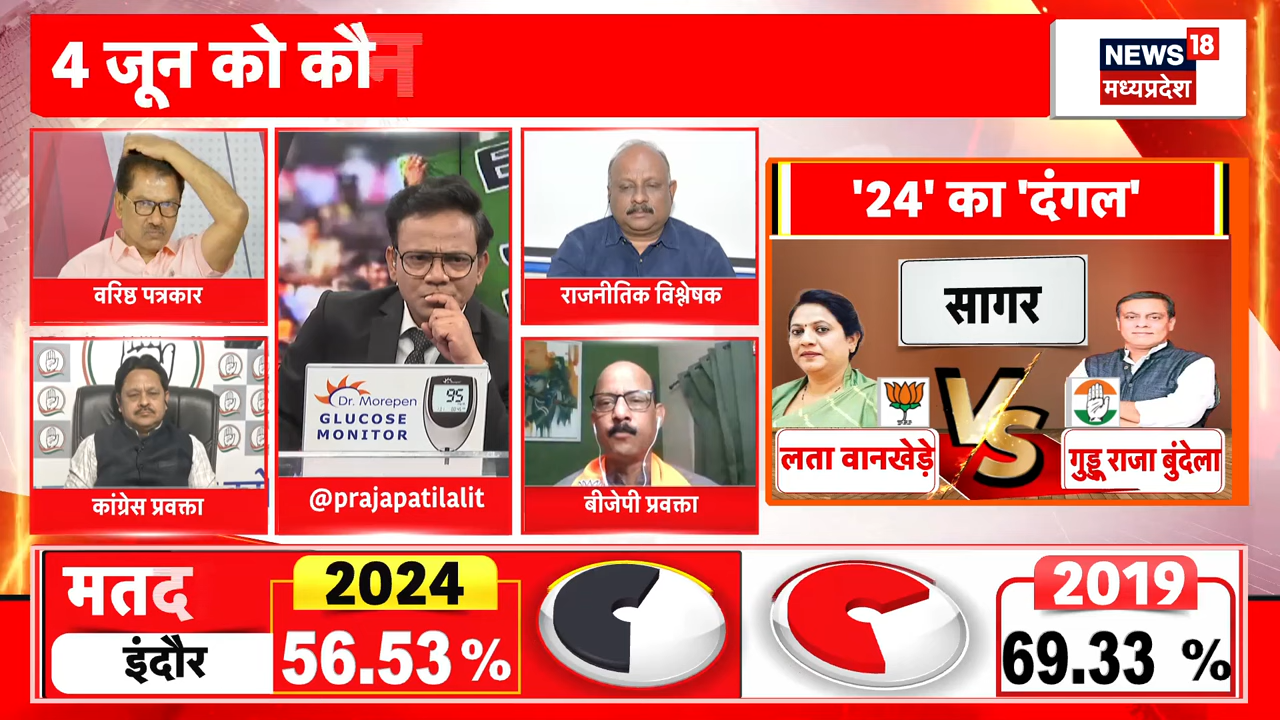 4 जून को कौन
NEWS 18
मध्यप्रदेश
वरिष्ठ पत्रकार
राजनीतिक विश्लेषक
Dr. Morepen
GLUCOSE
MONITOR
95
कांग्रेस प्रवक्ता
@prajapatilalit
बीजेपी प्रवक्ता
'24' का 'दंगल'
सागर
VS
लता वानखेड़े
गुड्डू राजा बुंदेला
मतद
इंदौर
2024
56.53%
2019
69.33 %